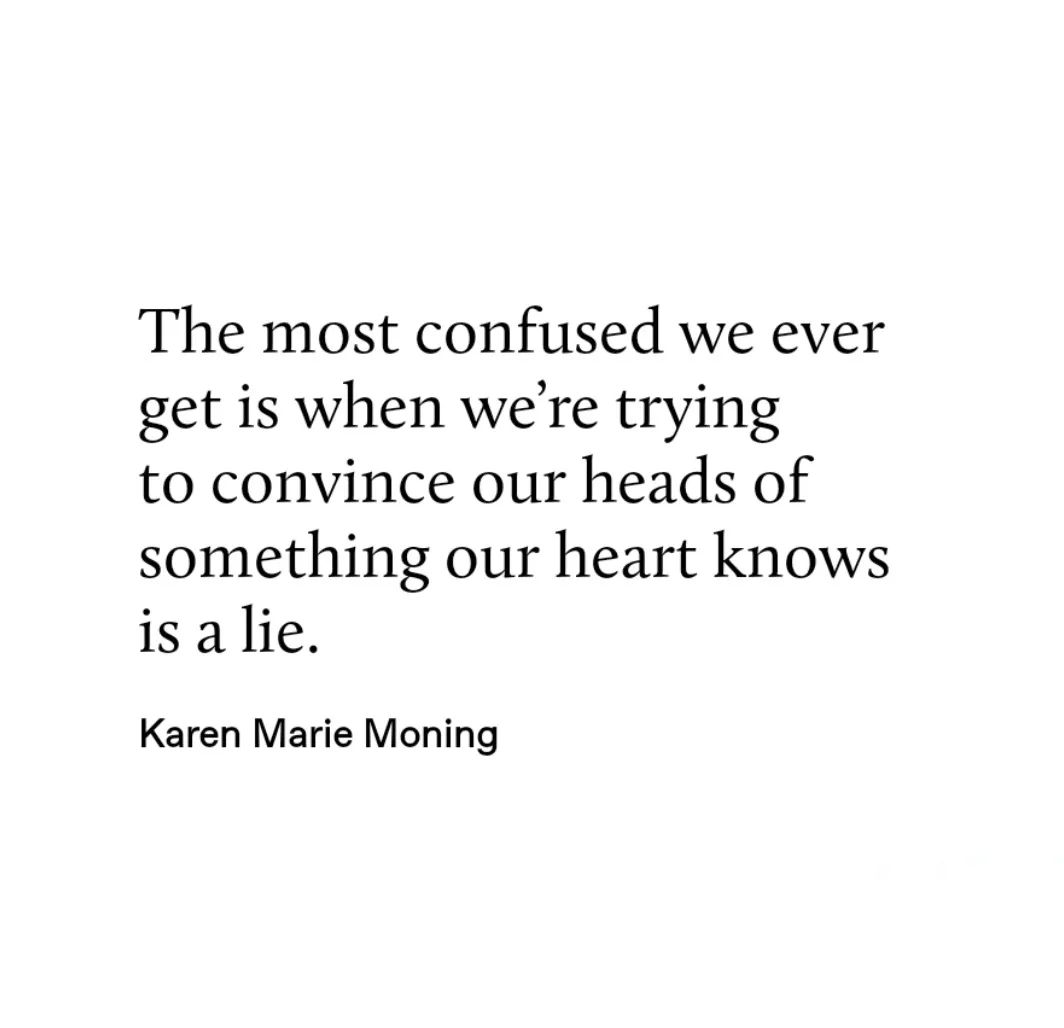 The most confused we ever
get is when we’re trying
to convince our heads of
something our heart knows
is a lie.
Karen Marie Moning